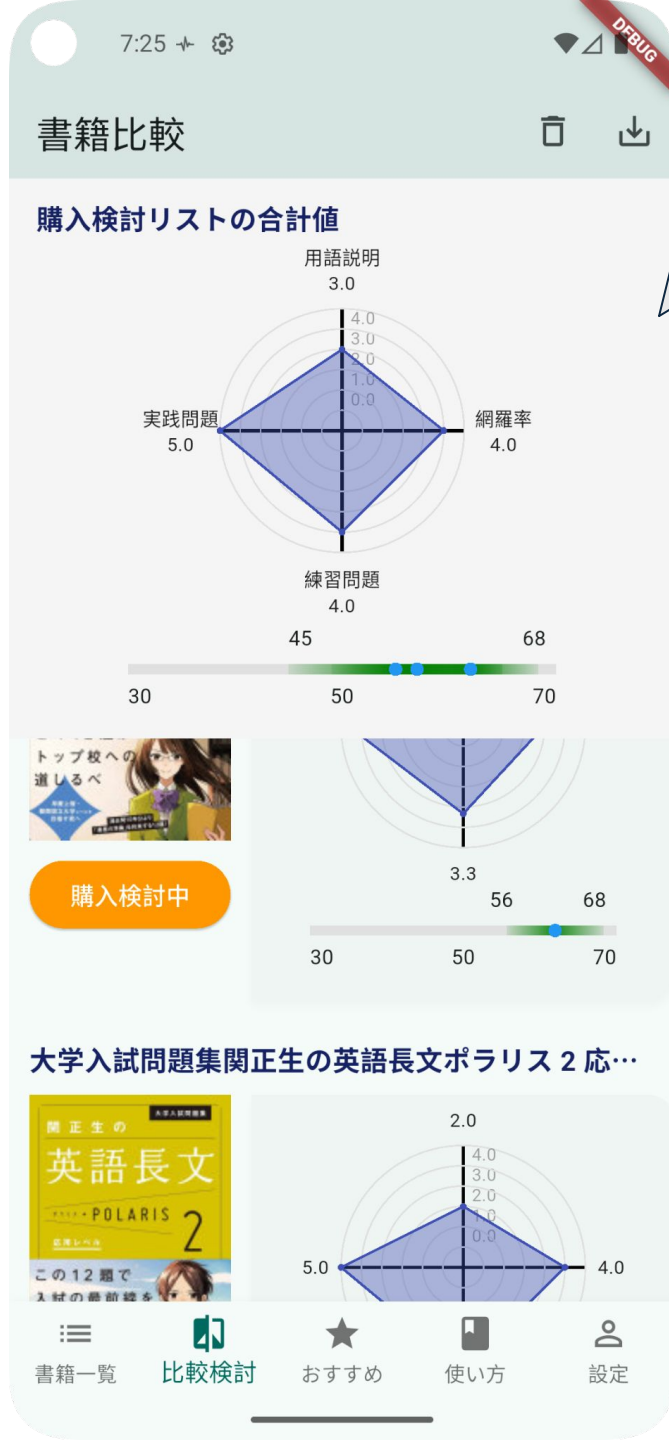 7:25
DEBUG
書籍比較
購入検討リストの合計値
用語説明
3.0
4.0
3.0
2.0
1.0
0.0
実践問題
5.0
網羅率
4.0
練習問題
4.0
45 68
30 50 70
トップ校への
道しるべ
購入検討中
3.3
56 68
30 50 70
大学入試問題集関正生の英語長文ポラリス 2 応…
大学入試問題集
関正生の
英語長文
POLARIS 2
応用レベル
この12題で
入試の最前線を
2.0
4.0
3.0
2.0
1.0
0.0
5.0
4.0
書籍一覧
比較検討
おすすめ
使い方
設定